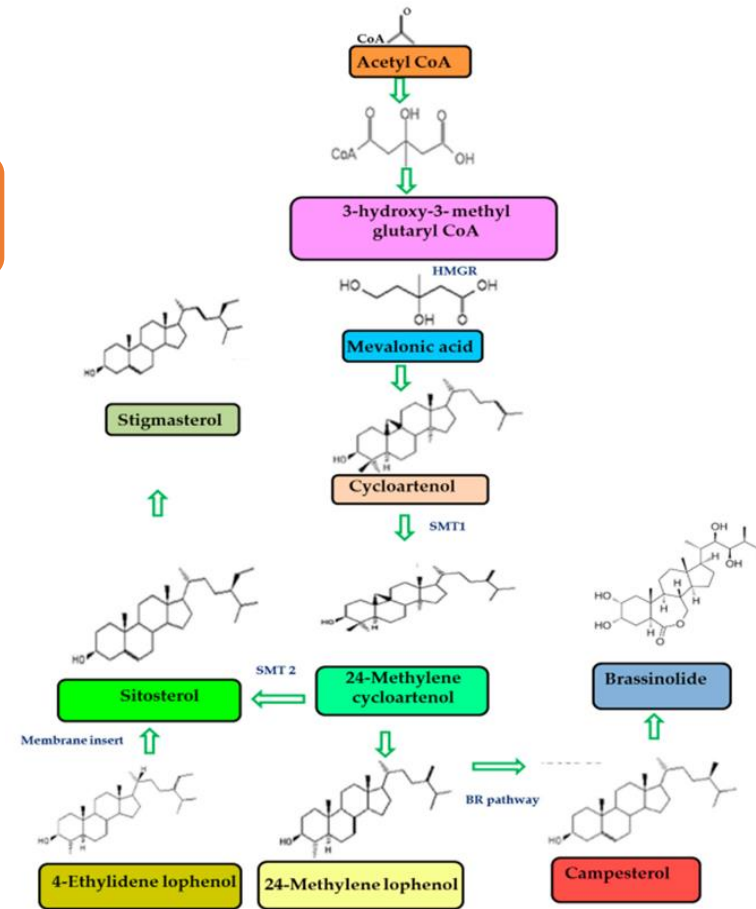 O
CoA
Acetyl CoA
O
OH
O
CoA
OH
3-hydroxy-3- methyl
glutaryl CoA
HMGR
HO
OH
OH
O
Mevalonic acid
HO
Stigmasterol
HO
H
Cycloartenol
SMT1
OH
OH
H
H
H
HO
HO
H
O
O
Brassinolide
HO
H
24-Methylene
cycloartenol
SMT 2
HO
Sitosterol
Membrane insert
H
HO
H
4-Ethylidene lophenol
HO
H
24-Methylene lophenol
BR pathway
HO
Campesterol